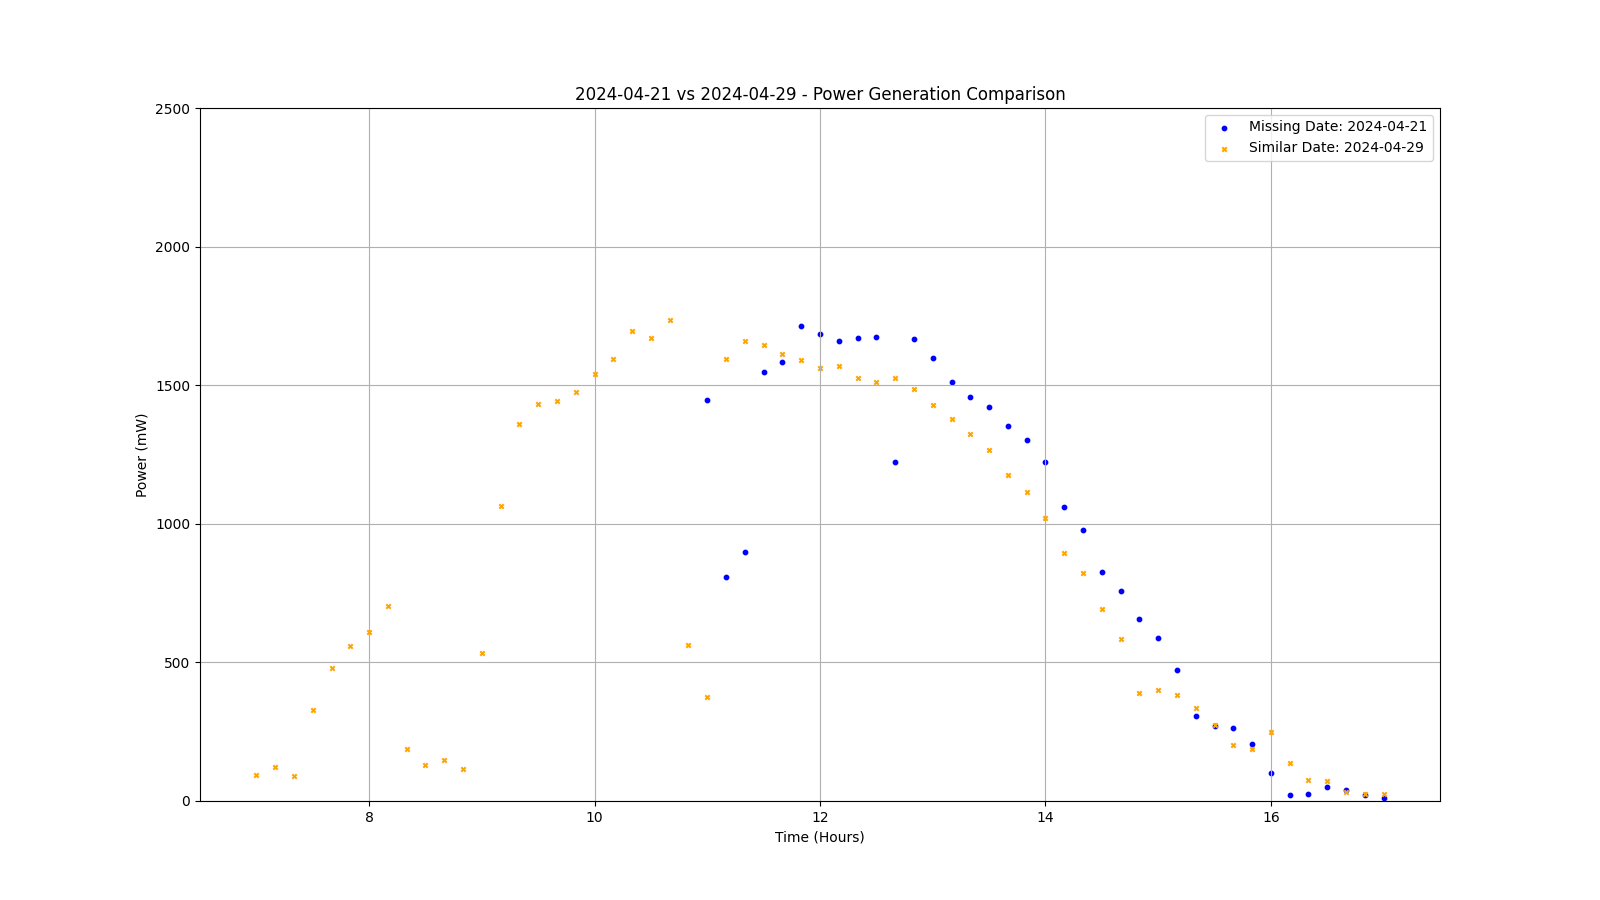 2024-04-21 vs 2024-04-29 - Power Generation Comparison
Missing Date: 2024-04-21
Similar Date: 2024-04-29
2500
2000
1500
1000
500
0
Power (mW)
8 10 12 14 16
Time (Hours)